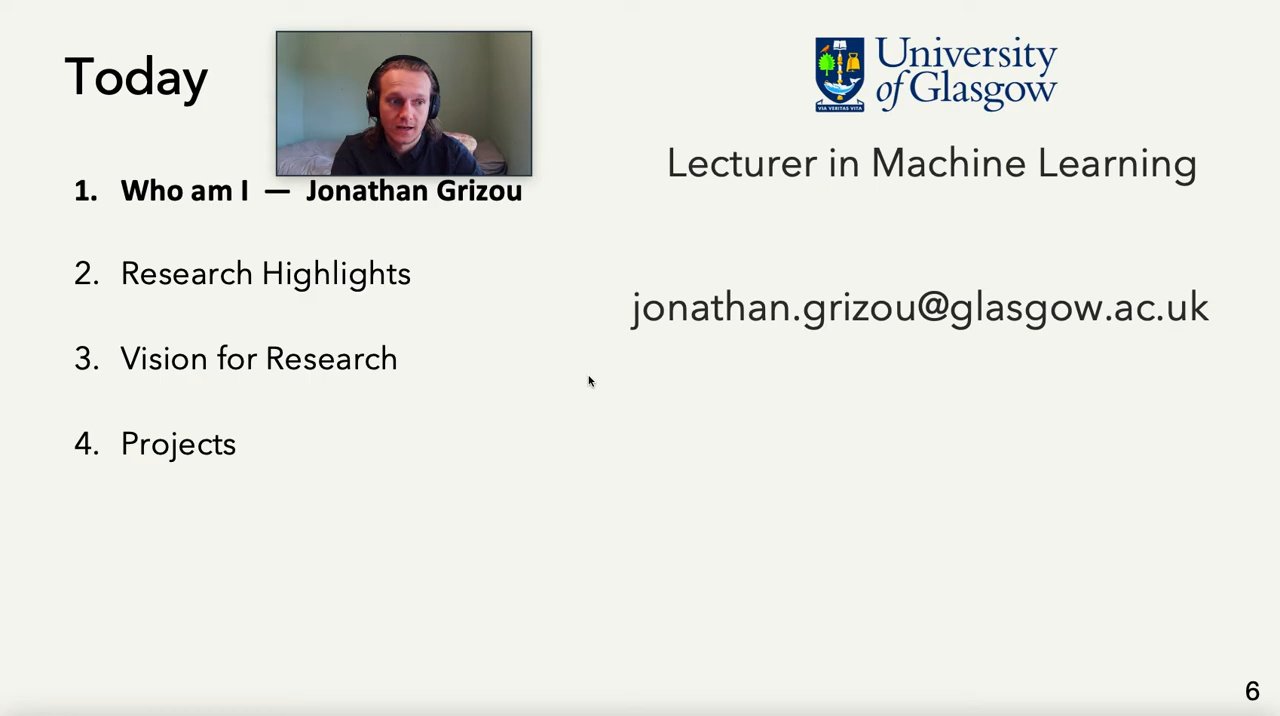 Today
1. Who am I — Jonathan Grizou
2. Research Highlights
3. Vision for Research
4. Projects
University
of Glasgow
VIA VERITAS VITA
Lecturer in Machine Learning
jonathan.grizou@glasgow.ac.uk
6